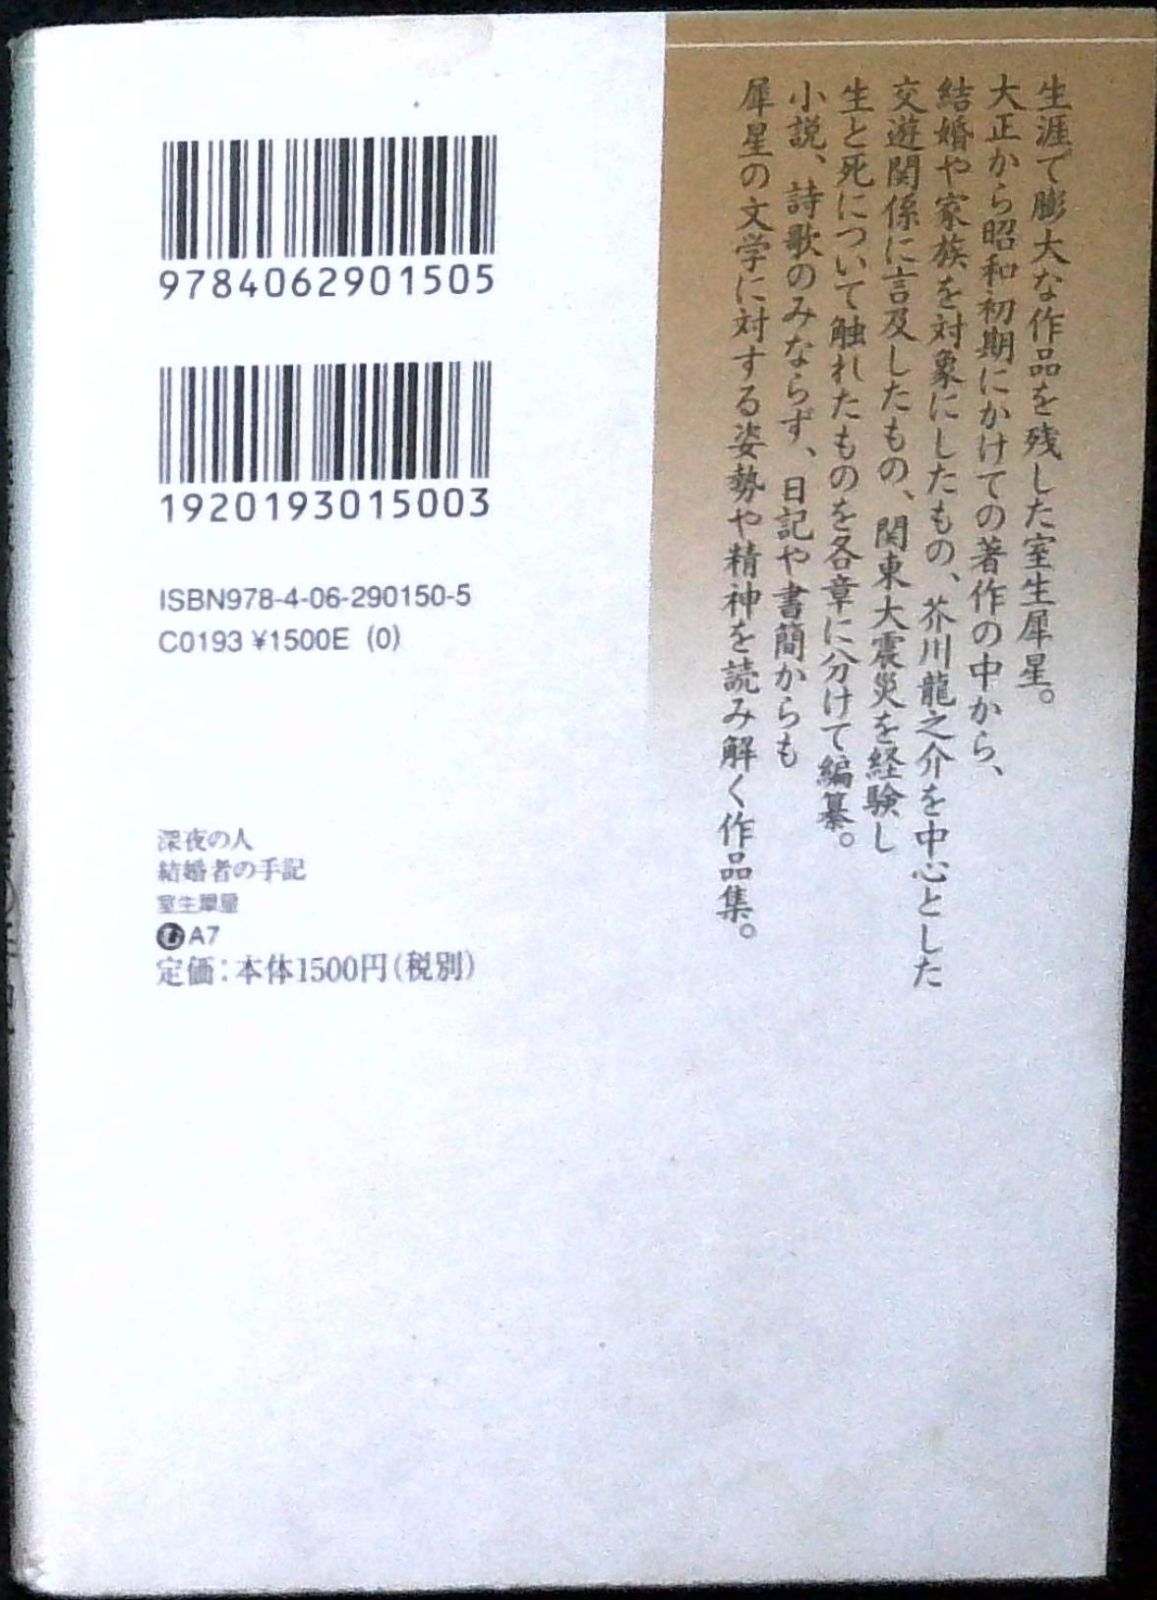 生涯で膨大な作品を残した室生犀星。
大正から昭和初期にかけての著作の中から、
結婚や家族を対象にしたもの、芥川龍之介を中心とした
交遊関係に言及したもの、関東大震災を経験し
生と死について触れたものを各章に分けて編纂。
小説、詩歌のみならず、日記や書簡からも
犀星の文学に対する姿勢や精神を読み解く作品集。
9784062901505
1920193015003
ISBN978-4-06-290150-5
C0193 ¥1500E (0)
深夜の人
結婚者の手記
室生犀星
A7
定価：本体1500円（税別）